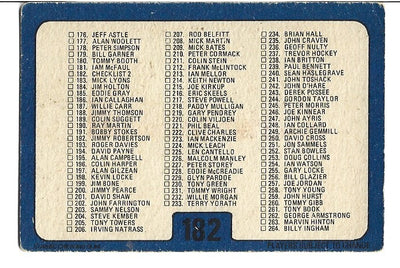 176. JEFF ASTLE
177. ALAN WOOLETT
178. PETER SIMPSON
179. BILL GARNER
180. TOMMY BOOTH
181. IAN McFAUL
182. CHECKLIST 2
183. MICK LYONS
184. JIM HOLTON
185. EDDIE GRAY
186. IAN CALLAGHAN
187. WILLIE CARR
188. JIMMY THOMSON
189. COLIN SUGGETT
190. RAY MARTIN
191. BOBBY STOKES
192. JIMMY ROBERTSON
193. ROGER DAVIES
194. DAVID PAYNE
195. ALAN CAMPBELL
196. COLIN HARPER
197. ALAN GILZEAN
198. KEVIN LOCKE
199. JIM BONE
200. JIMMY PEARCE
201. DAVID
202. JOHN FARRINGTON
203. SAMMY NELSON
204. STEVE KEMBER
205. TONY TOWERS
206. IRVING NATRASS
207. ROD BELFITT
208. MICK MARTIN
209. MICK BATES
210. PETER CORMACK
211. COLIN STEIN
212. FRANK McLINTOCK
213. IAN MELLOR
214. KEITH NEWTON
215. JOE KIRKUP
216. ERIC SKEELS
217. STEVE POWELL
218. PADDY MULLIGAN
219. GARY PENDREY
220. COLIN VILJOEN
221. PHIL BEAL
222. CLIVE CHARLES
223. IAN MACKENZIE
224. MICK LEACH
225. LEN CANTELLO
226. MALCOLM MANLEY
227. PETER STOREY
228. EDDIE McCREADIE
229. GLYN PARDOE
230. TONY GREEN
231. TOMMY WRIGHT
232. WILLIE MORGAN
233. TERRY YORATH
234. BRIAN HALL
235. JOHN CRAVEN
236. GEOFF NULTY
237. TREVOR HOCKEY
238. IAN BRITTON
239. PAUL BENNETT
240. SEAN HASLEGRAVE
241. JOHN TOSHACK
242. JOHN O'HARE
243. DEREK POSSEE
244. GORDON TAYLOR
245. PETER MORRIS
246. JOE KINNEAR
247. JOHN AYLE
248. IAN COLLARD
249. ARCHIE GEMMILL
250. DAVID CROSS
251. JON SAMMELS
252. STAN BOWLES
253. DOUG COLLINS
254. IAN WATSON
255. GARY LOCKE
256. BILL GLAZIER
257. JOE JORDAN
258. TONY YOUNG
259. JOHN HURST
260. TOMMY GIBB
261. TONY BOOK
262. GEORGE ARMSTRONG
263. MARVIN HINTON
264. BILLY INGHAM
182